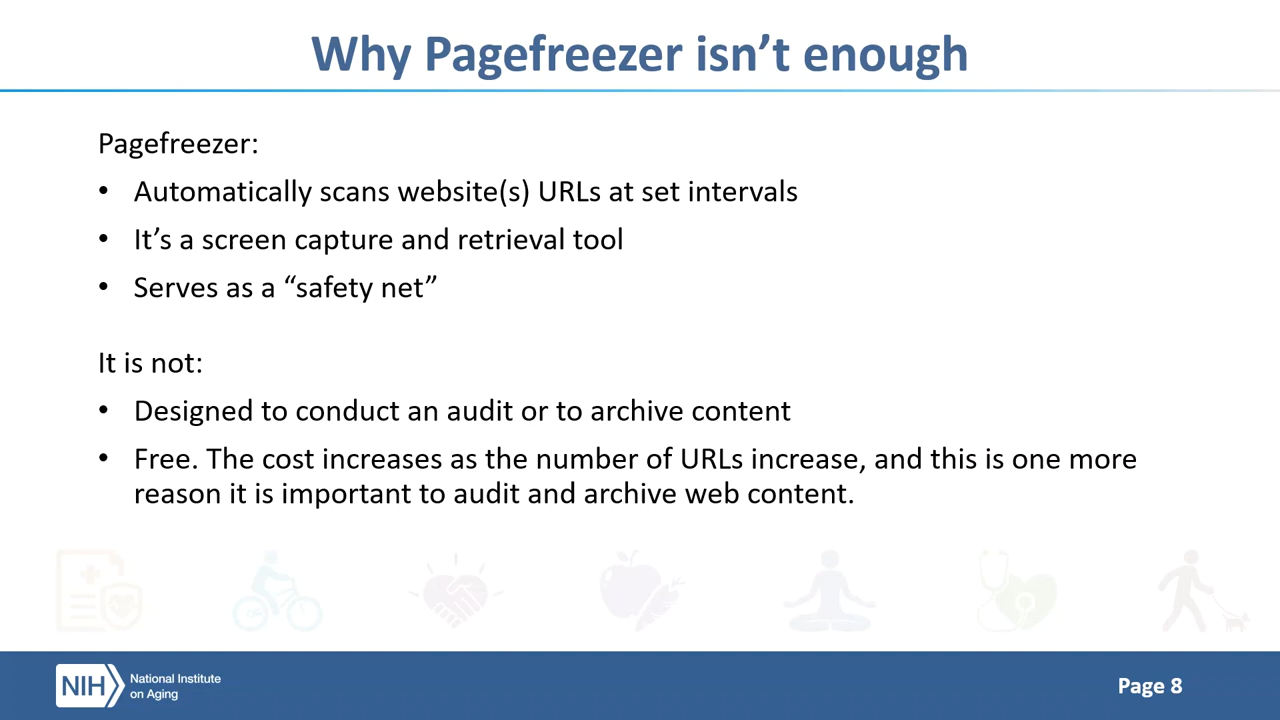 Why Pagefreezer isn’t enough
Pagefreezer:
• Automatically scans website(s) URLs at set intervals
• It’s a screen capture and retrieval tool
• Serves as a “safety net”
It is not:
• Designed to conduct an audit or to archive content
• Free. The cost increases as the number of URLs increase, and this is one more
reason it is important to audit and archive web content.
NIH National Institute
on Aging
Page 8